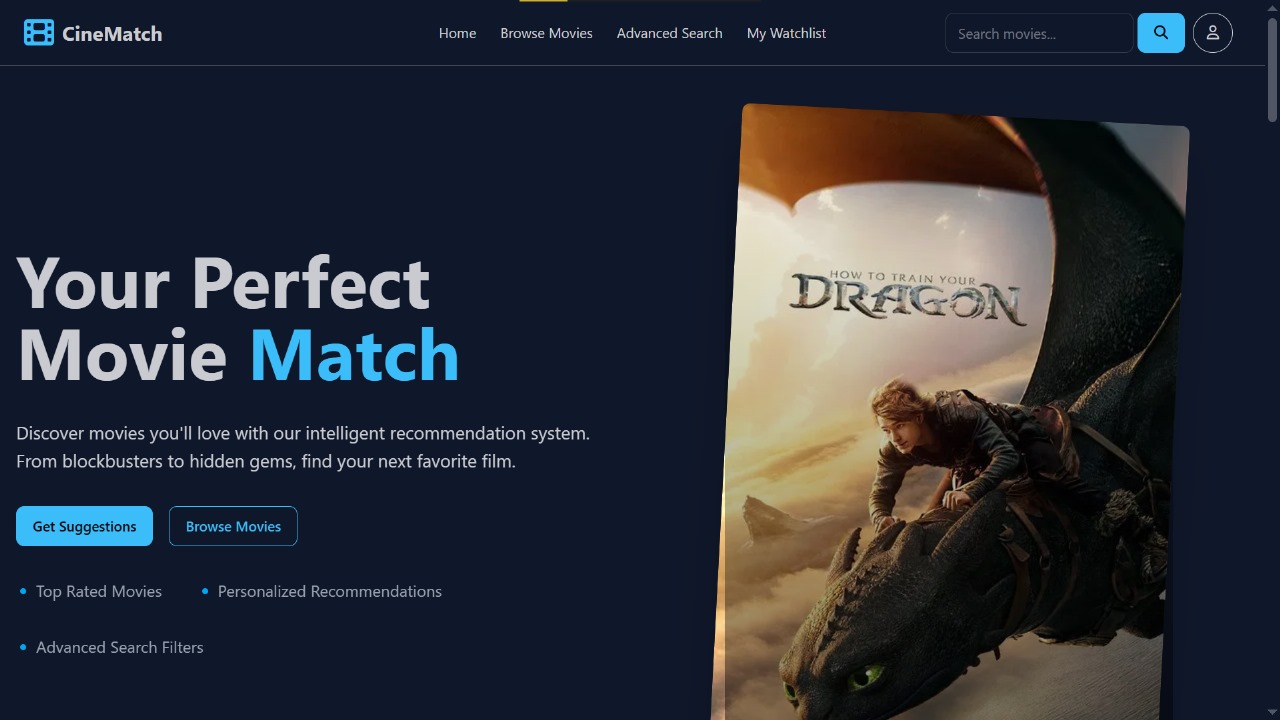 CineMatch
Home
Browse Movies
Advanced Search
My Watchlist
Search movies...
Your Perfect
Movie Match
Discover movies you'll love with our intelligent recommendation system.
From blockbusters to hidden gems, find your next favorite film.
Get Suggestions
Browse Movies
Top Rated Movies
Personalized Recommendations
Advanced Search Filters
HOW TO TRAIN YOUR
DRAGON